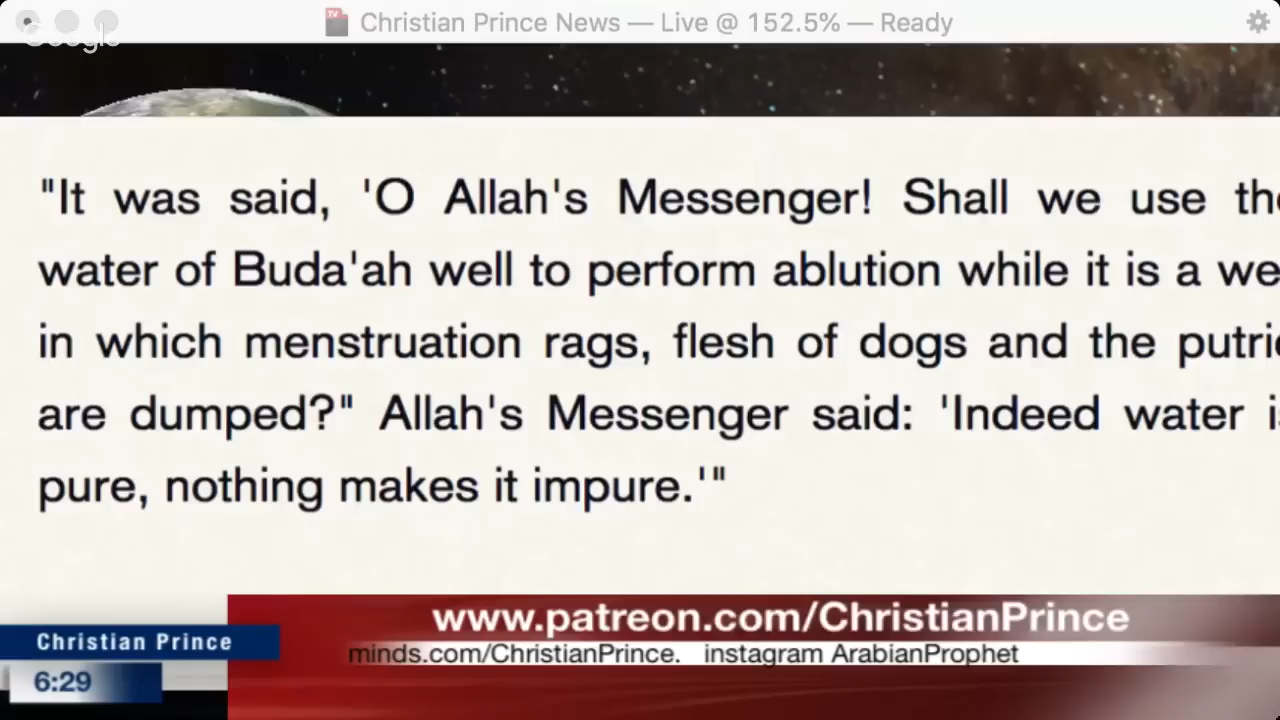 Christian Prince News — Live @ 152.5% — Ready
Google
"It was said, 'O Allah's Messenger! Shall we use the
water of Buda'ah well to perform ablution while it is a we
in which menstruation rags, flesh of dogs and the putri
are dumped?" Allah's Messenger said: 'Indeed water is
pure, nothing makes it impure.'"
www.patreon.com/ChristianPrince
Christian Prince
minds.com/ChristianPrince. instagram ArabianProphet
6:29